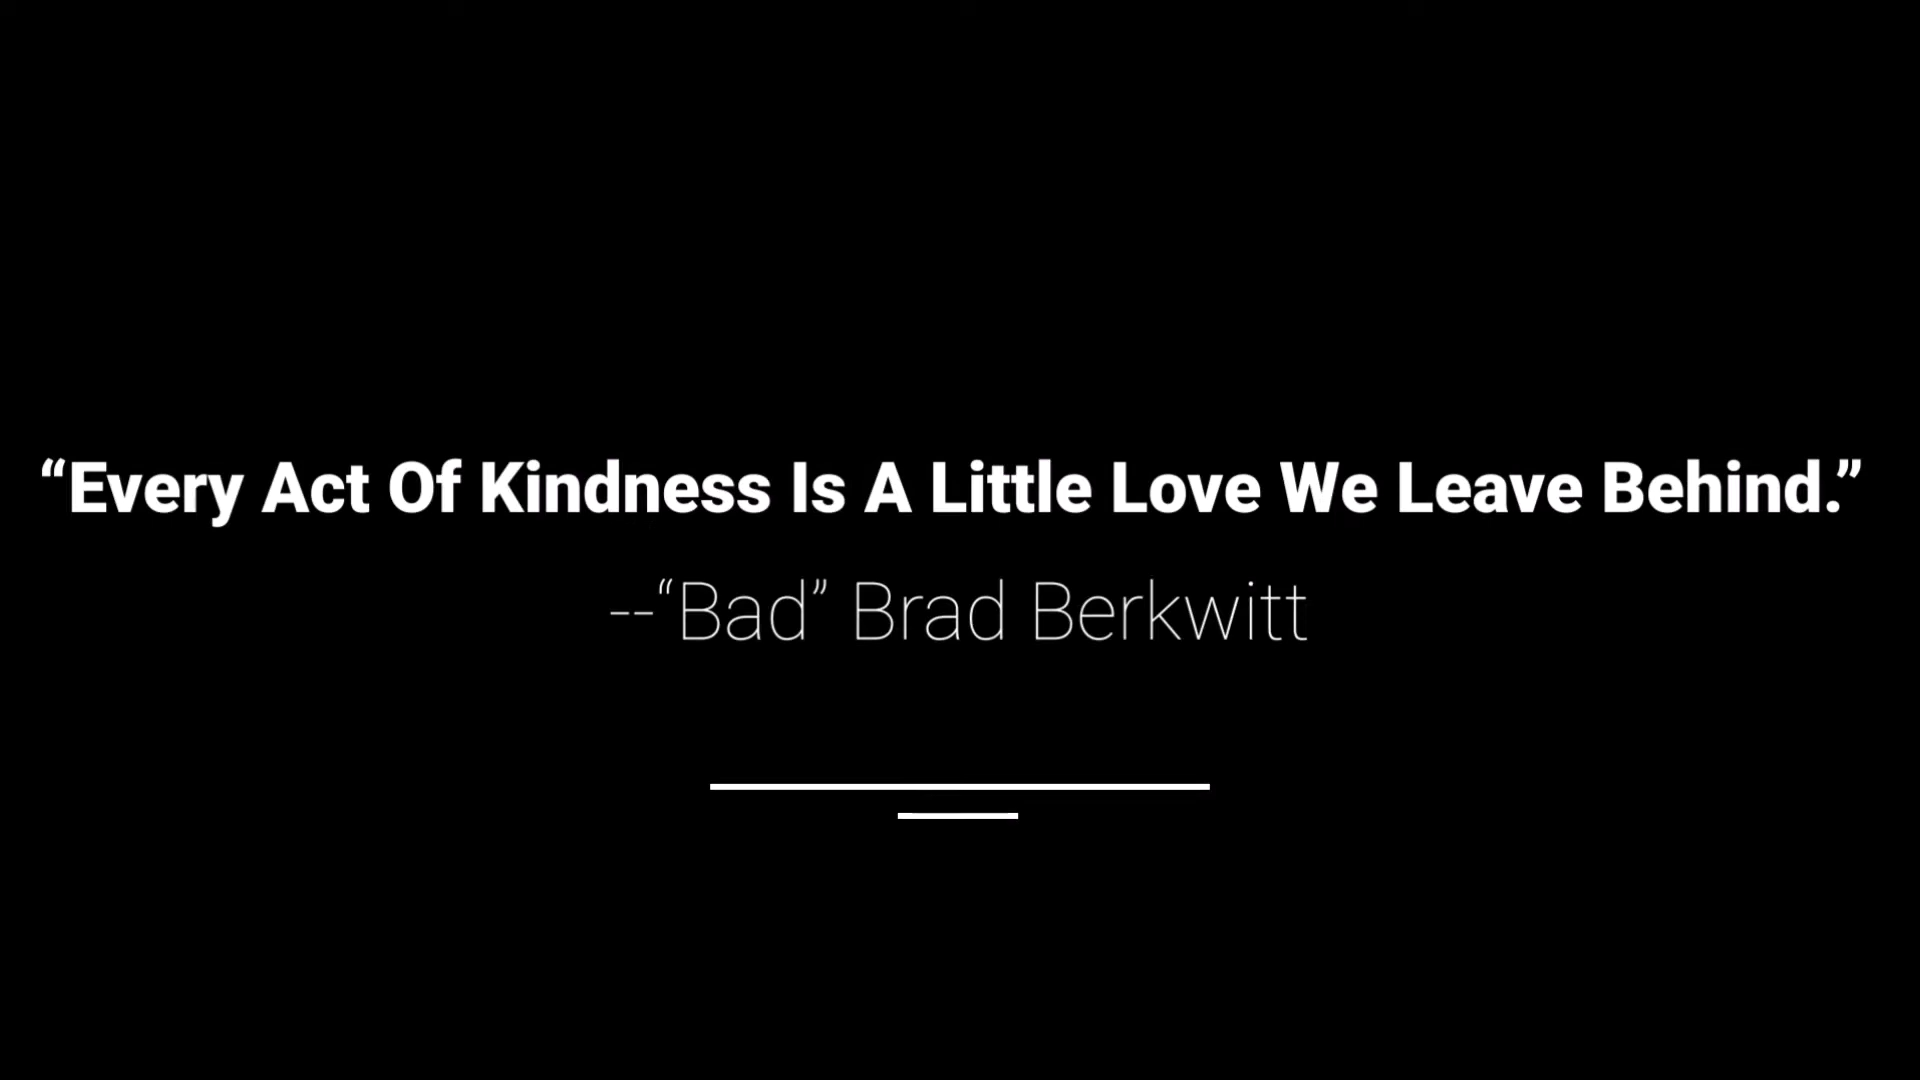 “Every Act Of Kindness Is A Little Love We Leave Behind.”
--“Bad” Brad Berkwitt